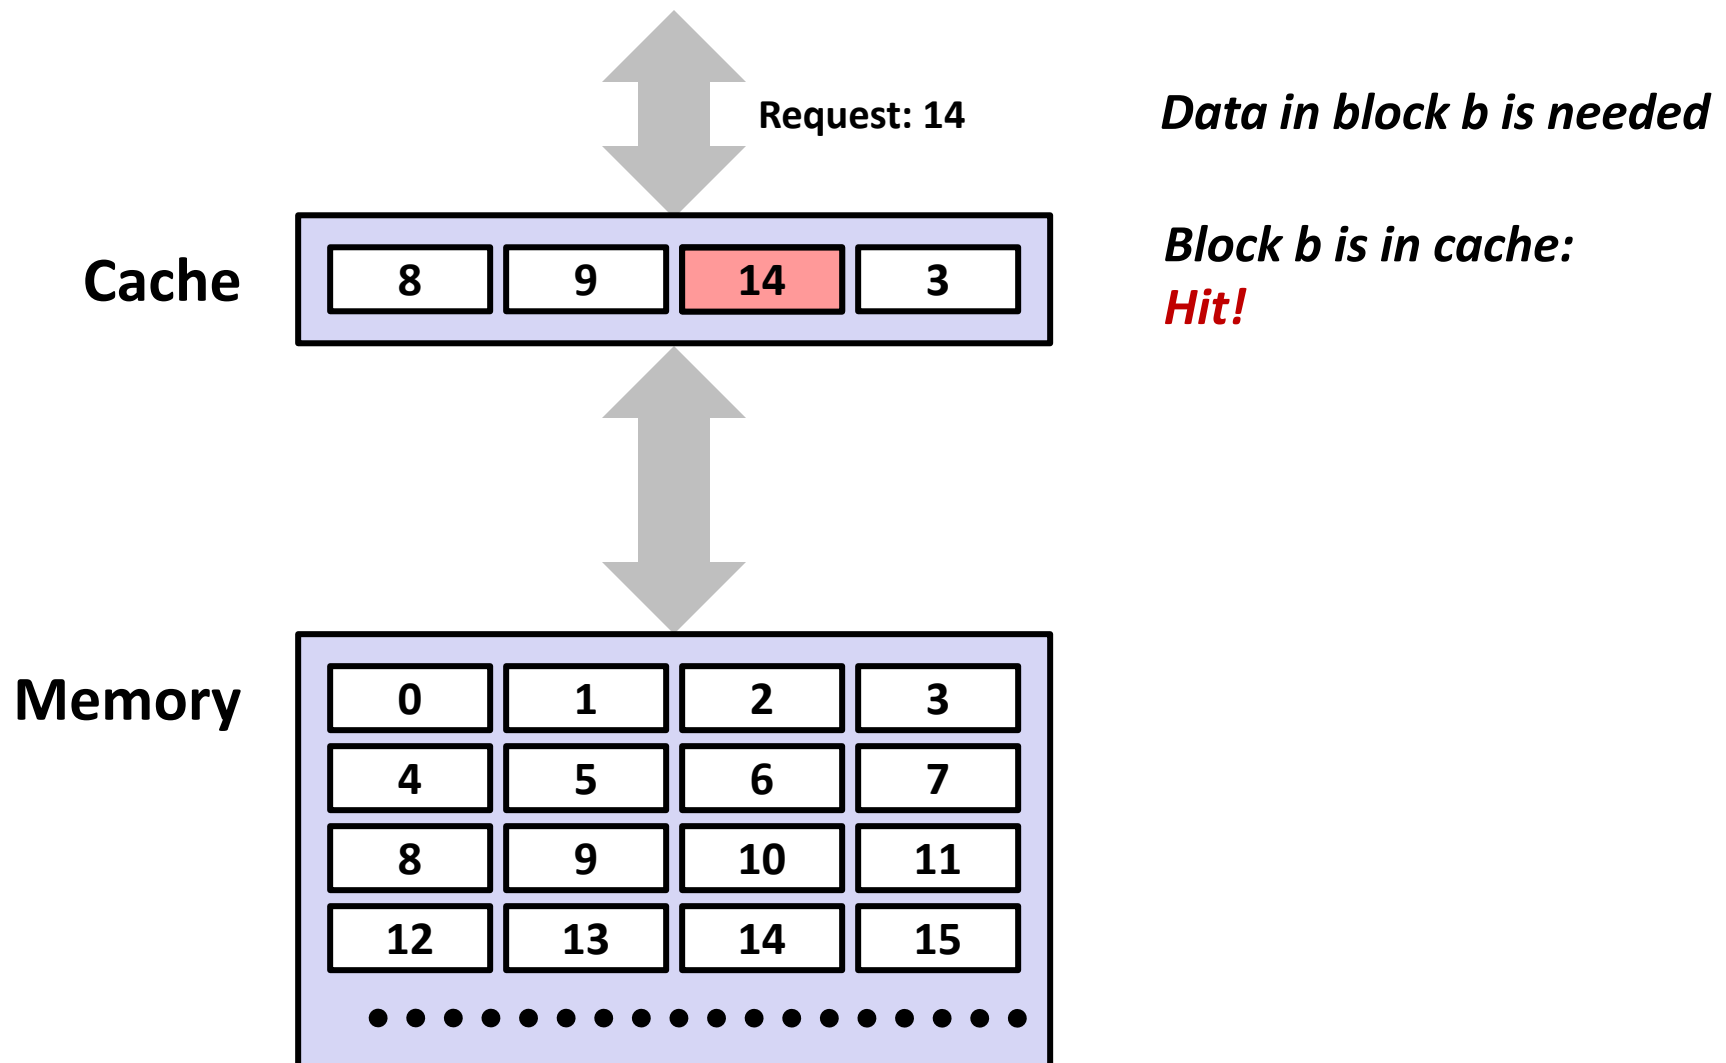 Request: 14
Data in block b is needed
Cache
8 9 14 3
Block b is in cache:
Hit!
Memory
0 1 2 3
4 5 6 7
8 9 10 11
12 13 14 15